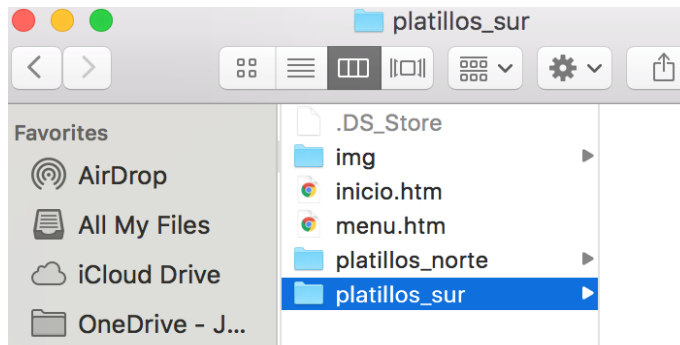 platillos_sur
Favorites
AirDrop
All My Files
iCloud Drive
OneDrive - J...
.DS_Store
img
inicio.htm
menu.htm
platillos_norte
platillos_sur